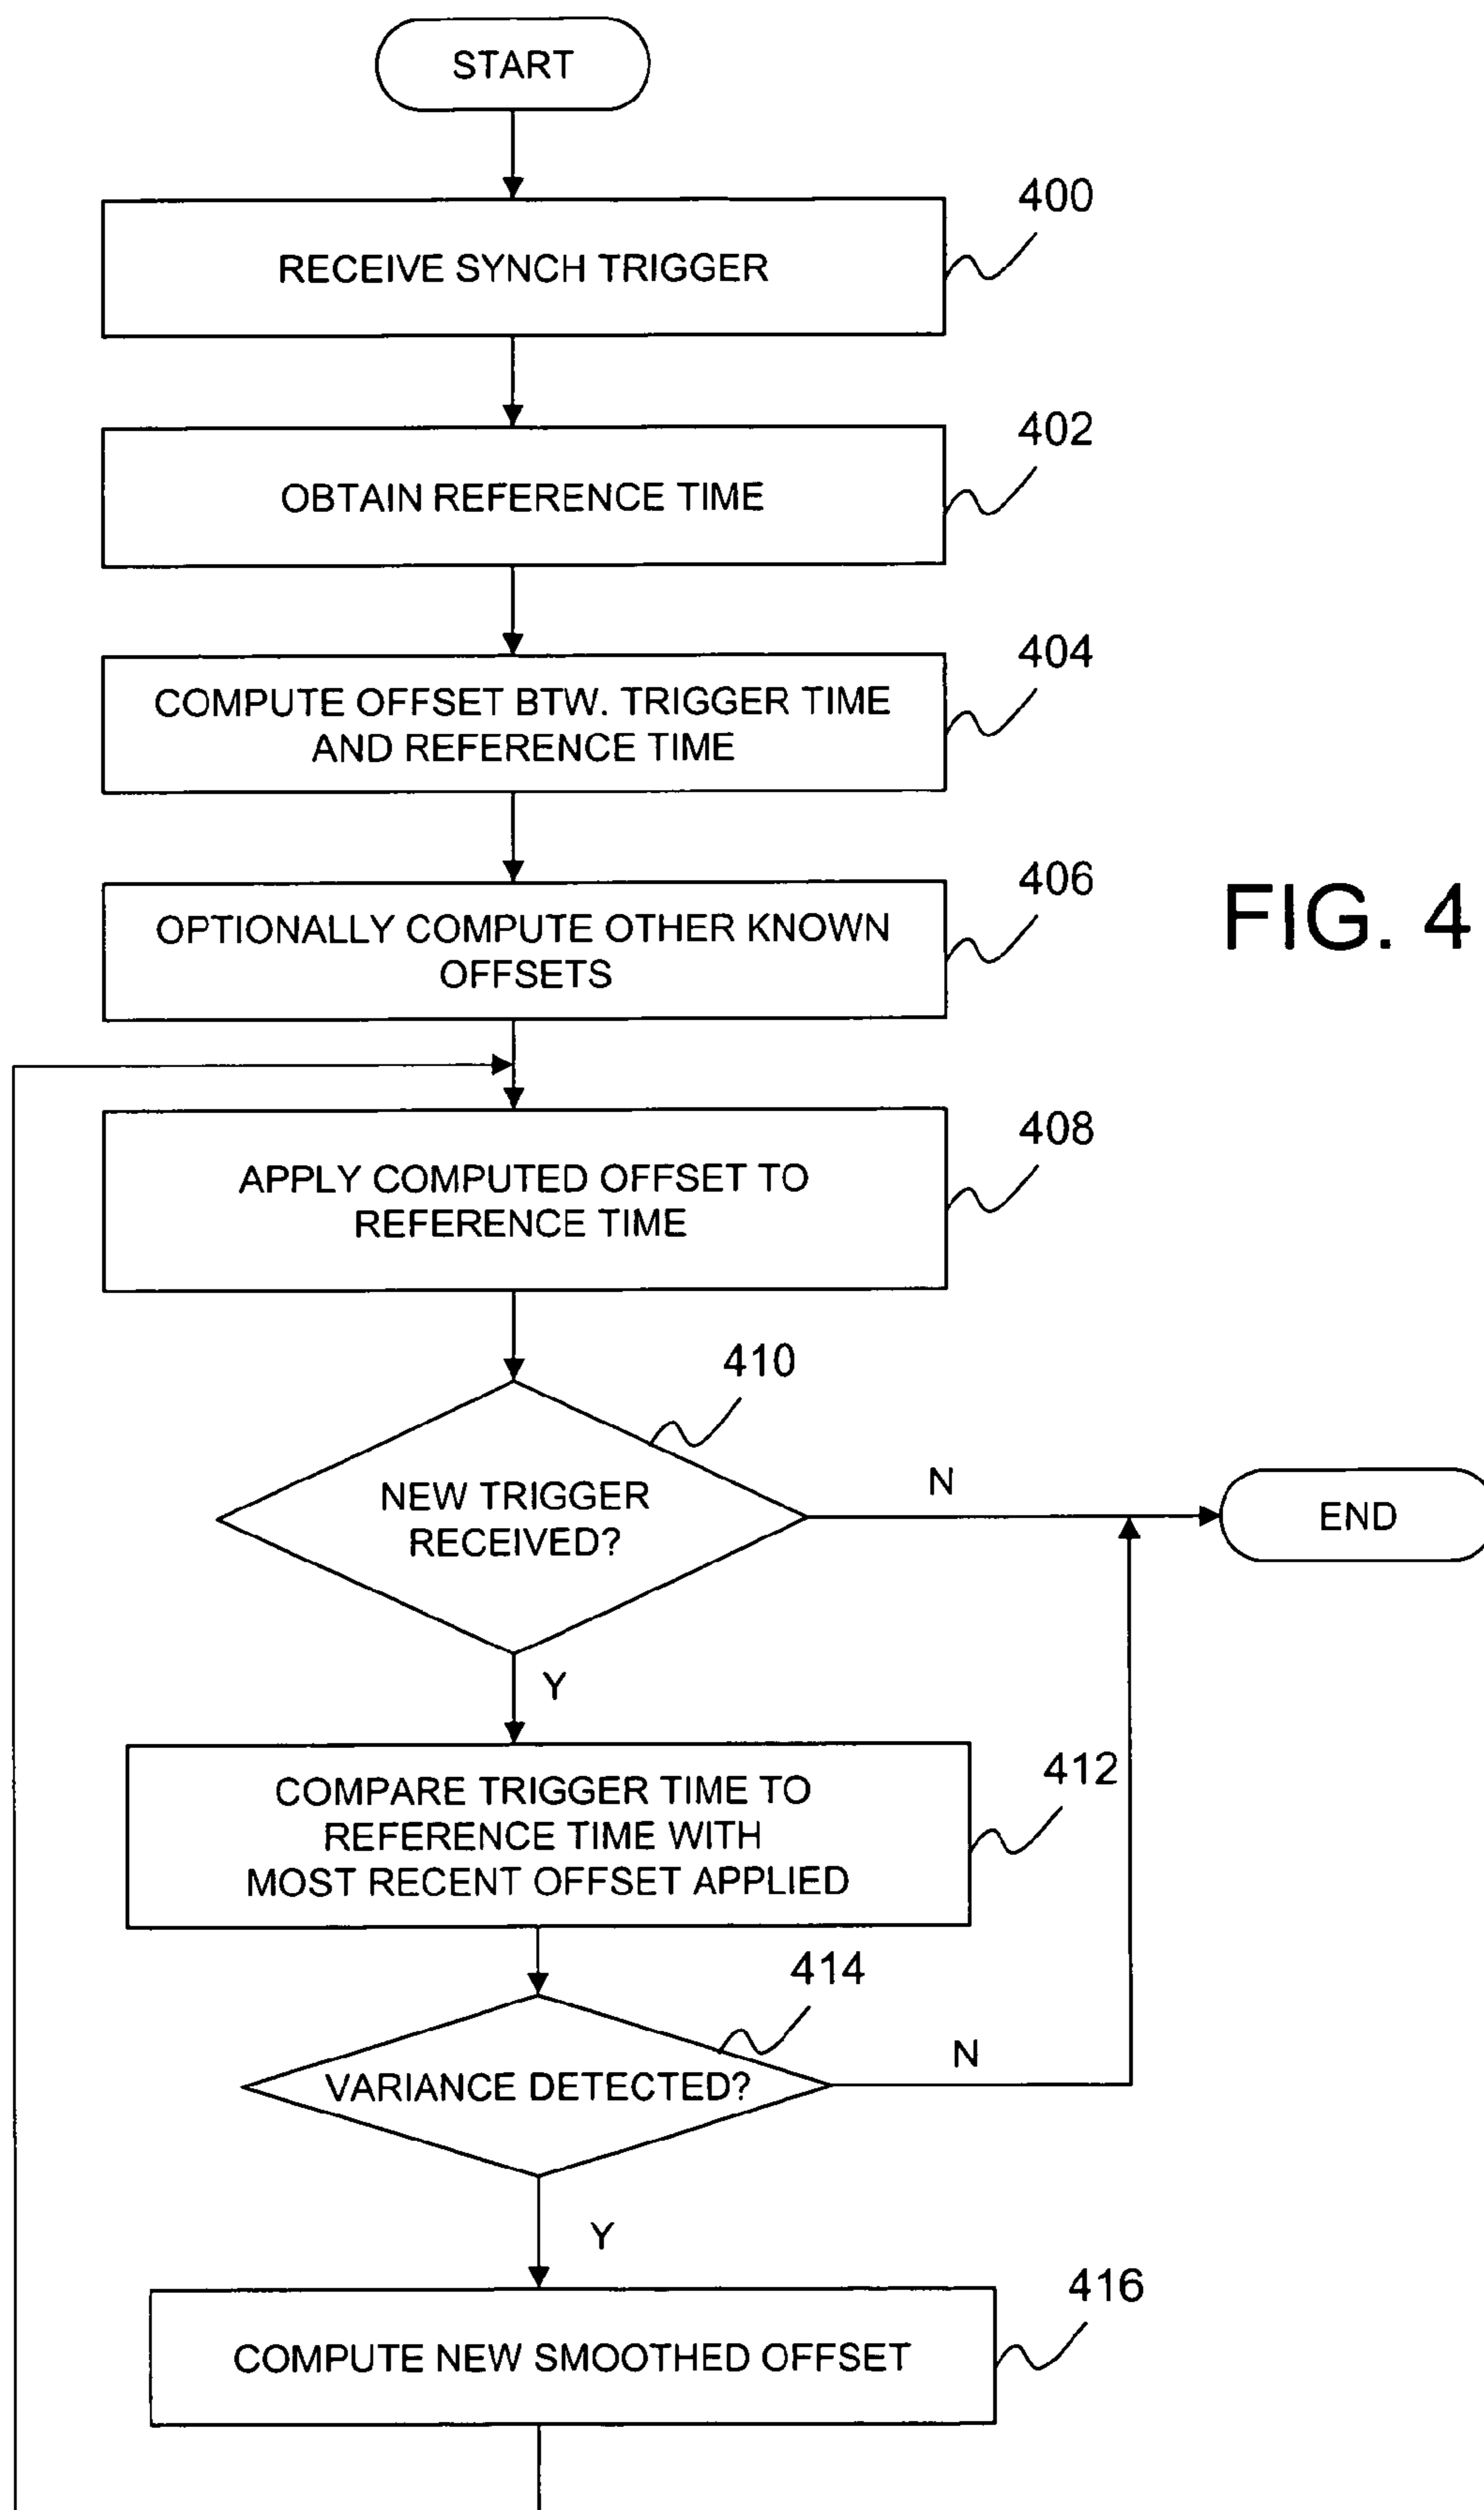 START
400
RECEIVE SYNCH TRIGGER
402
OBTAIN REFERENCE TIME
404
COMPUTE OFFSET BTW. TRIGGER TIME
AND REFERENCE TIME
406
OPTIONALLY COMPUTE OTHER KNOWN
OFFSETS
FIG. 4
408
APPLY COMPUTED OFFSET TO
REFERENCE TIME
410
NEW TRIGGER
RECEIVED?
N
END
Y
412
COMPARE TRIGGER TIME TO
REFERENCE TIME WITH
MOST RECENT OFFSET APPLIED
414
VARIANCE DETECTED?
N
Y
416
COMPUTE NEW SMOOTHED OFFSET